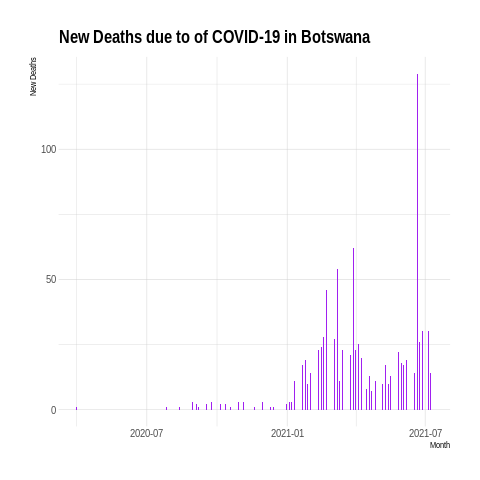 New Deaths due to of COVID-19 in Botswana
New Deaths
100
50
0
2020-07
2021-01
2021-07
Month